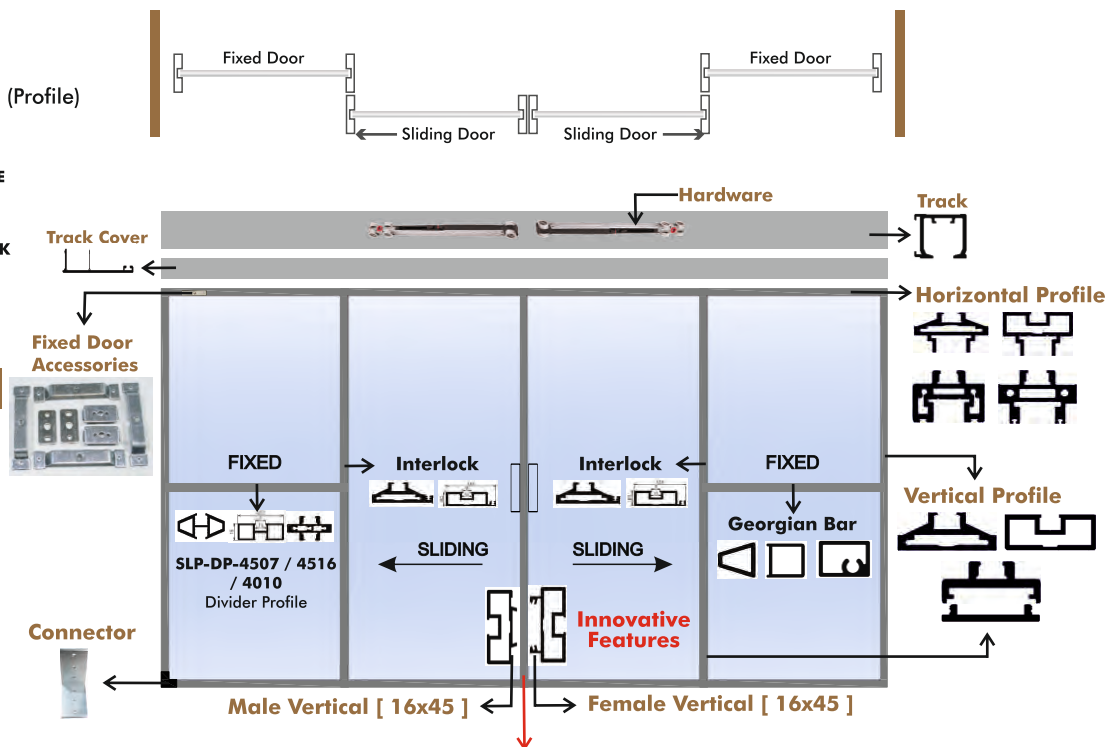 Fixed Door
Fixed Door
(Profile)
Sliding Door
Sliding Door
E
Hardware
Track
Track Cover
K
Horizontal Profile
Fixed Door
Accessories
FIXED
Interlock
Interlock
FIXED
Vertical Profile
Georgian Bar
SLIDING
SLIDING
SLP-DP-4507 / 4516
/ 4010
Divider Profile
Innovative
Features
Connector
Male Vertical [ 16x45 ]
Female Vertical [ 16x45 ]